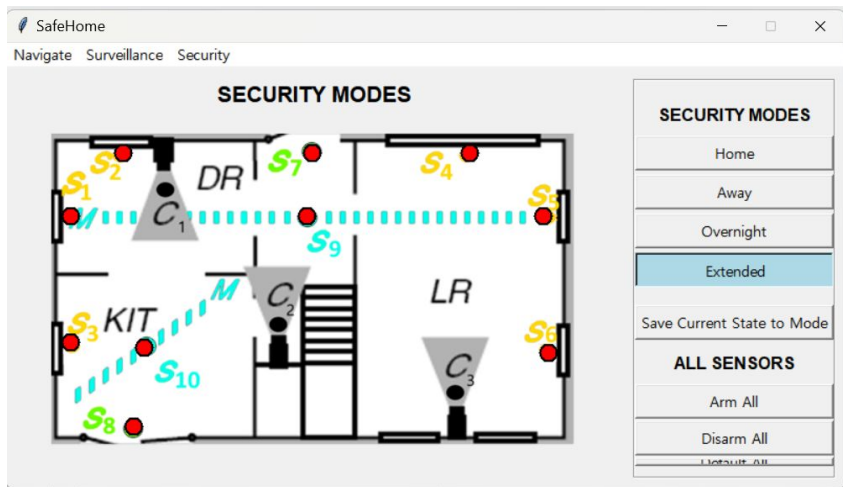 SafeHome
Navigate Surveillance Security
SECURITY MODES
S2
S1
DR
S7
S4
S5
M
C1
S9
S3
KIT
M
C2
LR
S6
S10
C3
S8
SECURITY MODES
Home
Away
Overnight
Extended
Save Current State to Mode
ALL SENSORS
Arm All
Disarm All
Default All